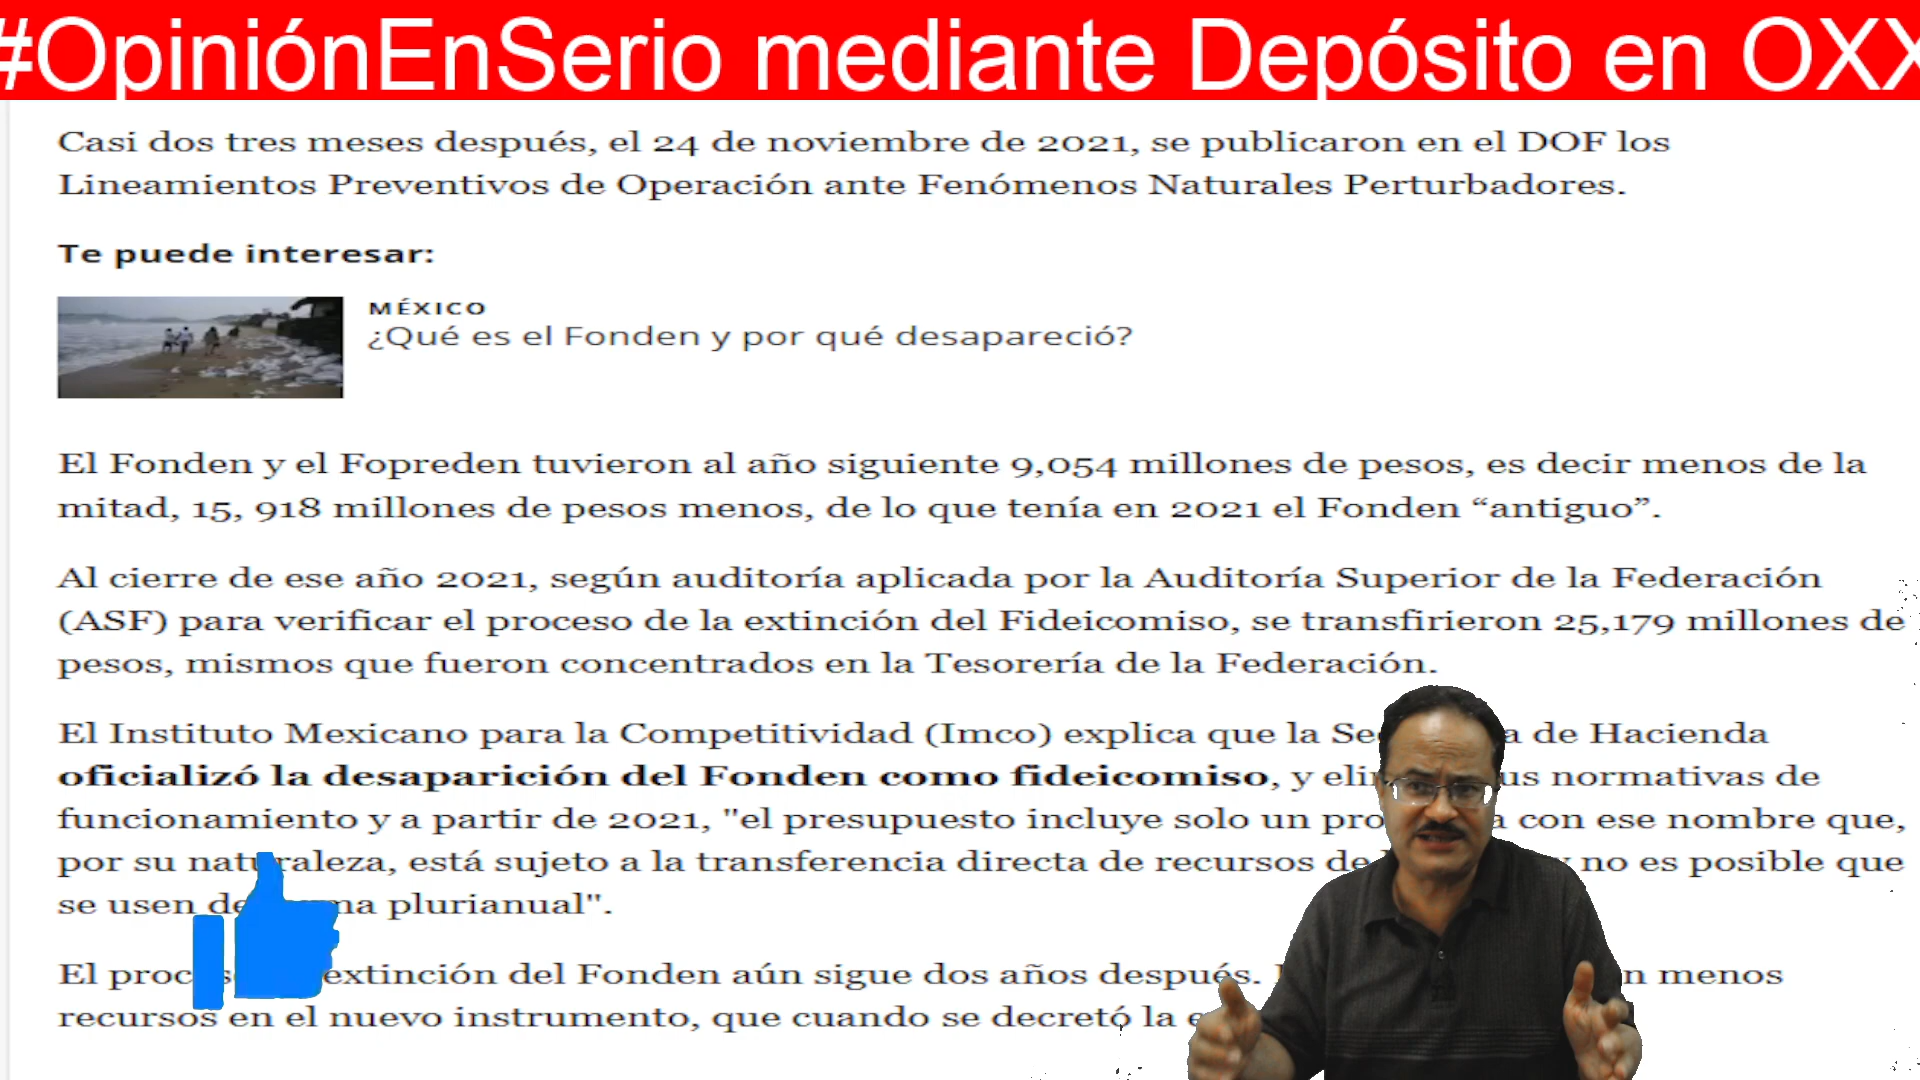 #OpiniónEnSerio mediante Depósito en OXX
Casi dos tres meses después, el 24 de noviembre de 2021, se publicaron en el DOF los
Lineamientos Preventivos de Operación ante Fenómenos Naturales Perturbadores.
Te puede interesar:
MÉXICO
¿Qué es el Fonden y por qué desapareció?
El Fonden y el Fopreden tuvieron al año siguiente 9,054 millones de pesos, es decir menos de la
mitad, 15, 918 millones de pesos menos, de lo que tenía en 2021 el Fonden “antiguo”.
Al cierre de ese año 2021, según auditoría aplicada por la Auditoría Superior de la Federación
(ASF) para verificar el proceso de la extinción del Fideicomiso, se transfirieron 25,179 millones de
pesos, mismos que fueron concentrados en la Tesorería de la Federación.
El Instituto Mexicano para la Competitividad (Imco) explica que la de Hacienda
oficializó la desaparición del Fonden como fideicomiso, y normativas de
funcionamiento y a partir de 2021, "el presupuesto incluye solo un con ese nombre que,
por su naturaleza, está sujeto a la transferencia directa de recursos de no es posible que
se usen plurianual".
El extinción del Fonden aún sigue dos años después. menos
recursos en el nuevo instrumento, que cuando se decretó la